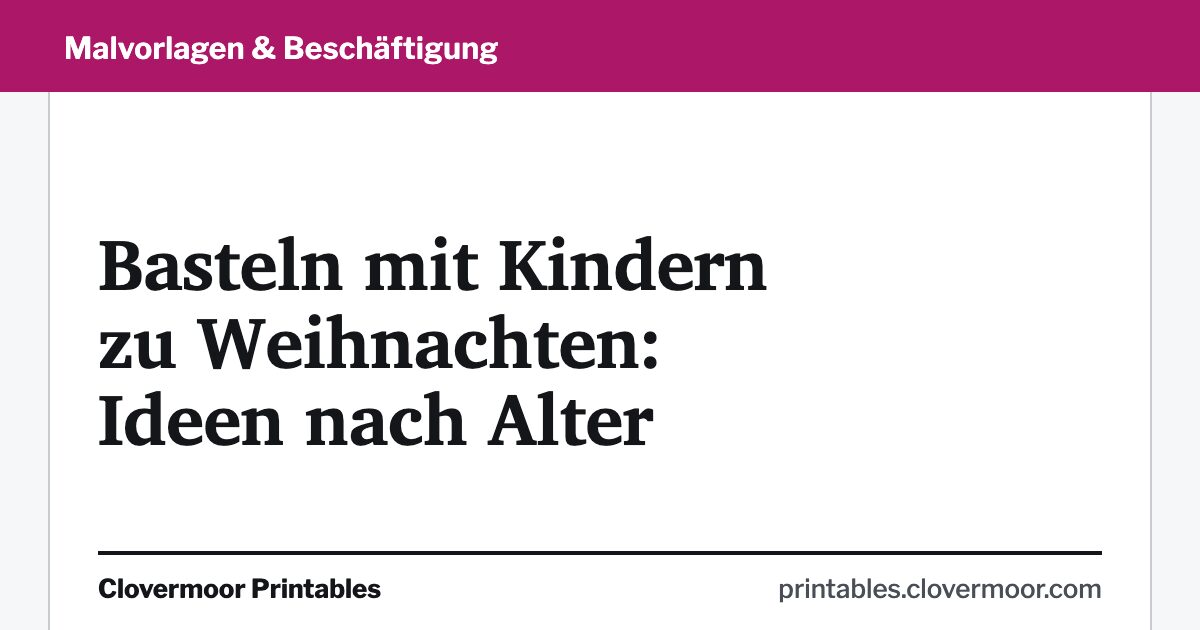 Malvorlagen & Beschäftigung
Basteln mit Kindern
zu Weihnachten:
Ideen nach Alter
Clovermoor Printables
printables.clovermoor.com